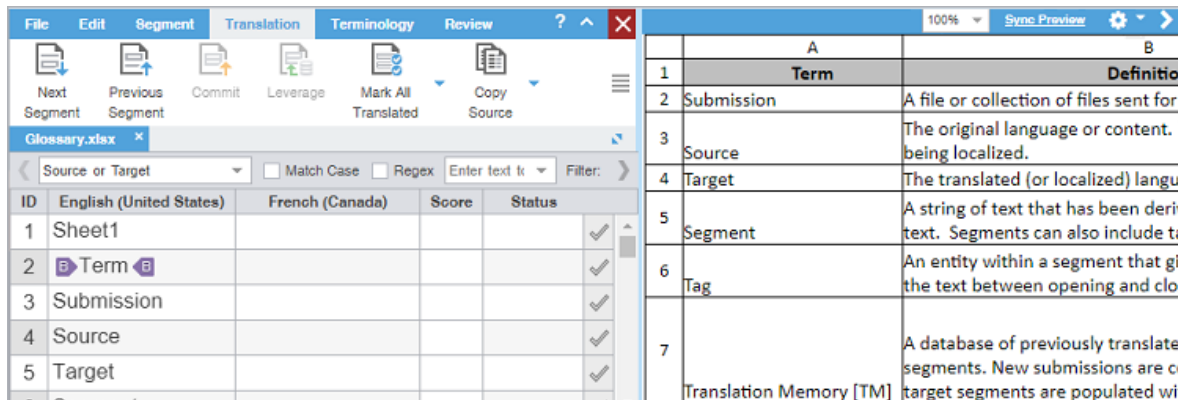 File Edit Segment Translation Terminology Review ?
Next Segment
Previous Segment
Commit
Leverage
Mark All Translated
Copy Source
Glossary.xlsx
Source or Target Match Case Regex Enter text Filter:
ID English (United States) French (Canada) Score Status
1 Sheet1
2 B Term B
3 Submission
4 Source
5 Target
100% Sync Preview
A B
1 Term
2 Submission A file or collection of files sent for
The original language or content.
3 Source being localized.
4 Target The translated (or localized)
A string of text that has been
5 Segment text. Segments can also include
An entity within a segment that
6 Tag the text between opening and
7
A database of previously
segments. New submissions are
Translation Memory [TM] target segments are populated